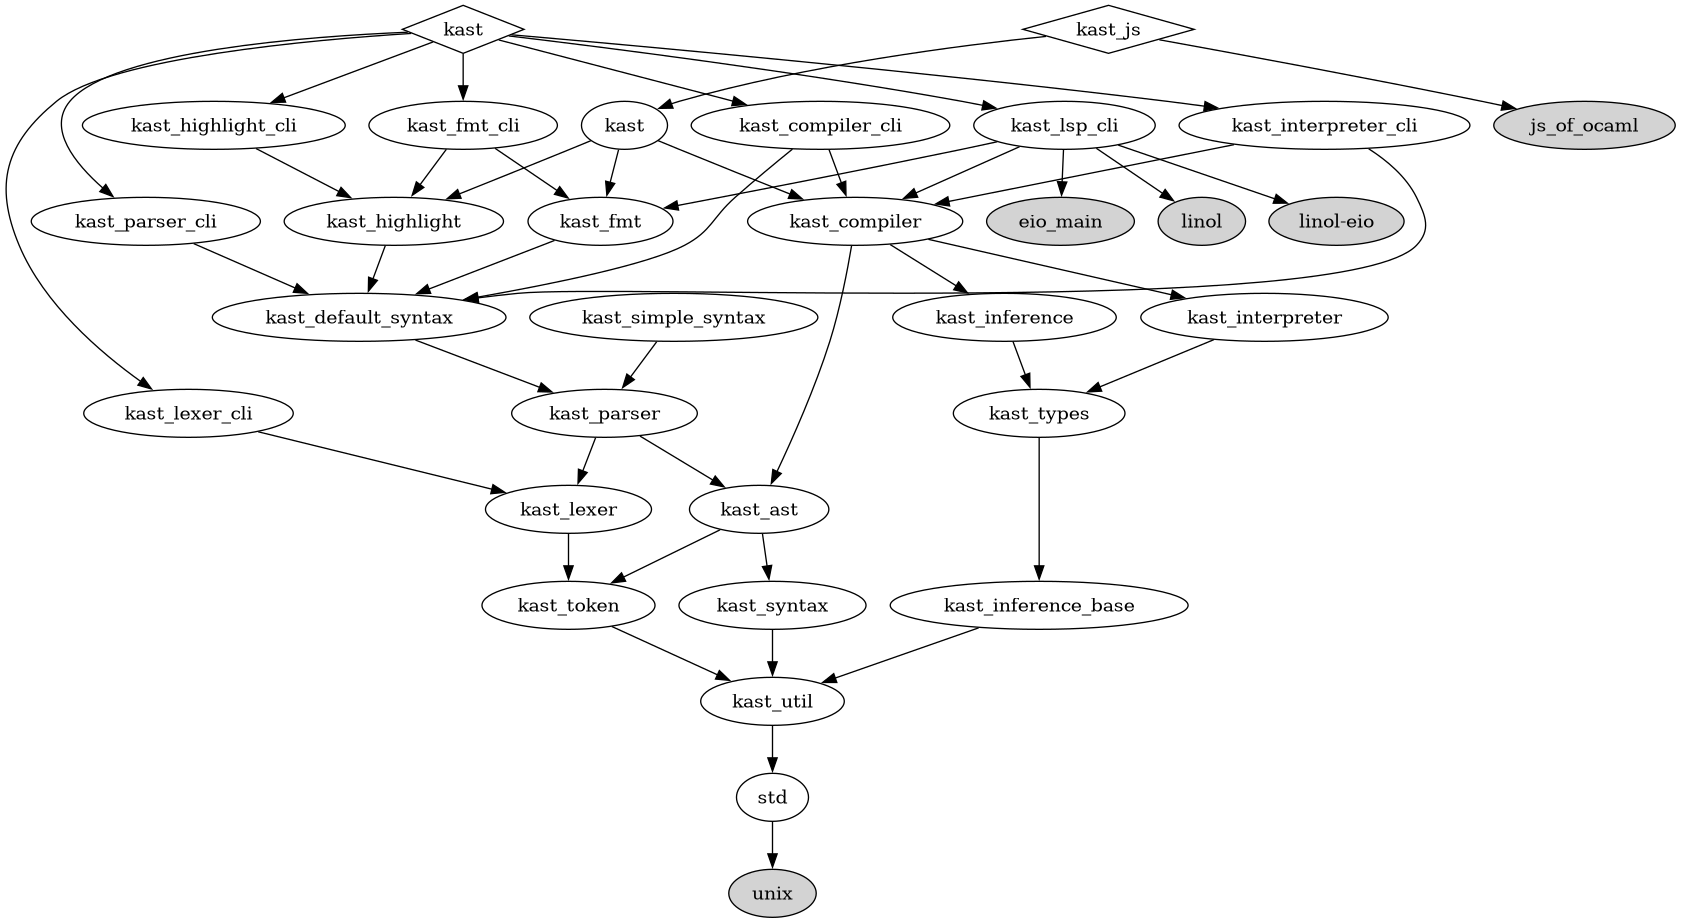 kast
kast_js
kast_highlight_cli
kast_fmt_cli
kast
kast_compiler_cli
kast_lsp_cli
kast_interpreter_cli
js_of_ocaml
kast_parser_cli
kast_highlight
kast_fmt
kast_compiler
eio_main
linol
linol-eio
kast_default_syntax
kast_simple_syntax
kast_inference
kast_interpreter
kast_lexer_cli
kast_parser
kast_types
kast_lexer
kast_ast
kast_token
kast_syntax
kast_inference_base
kast_util
std
unix